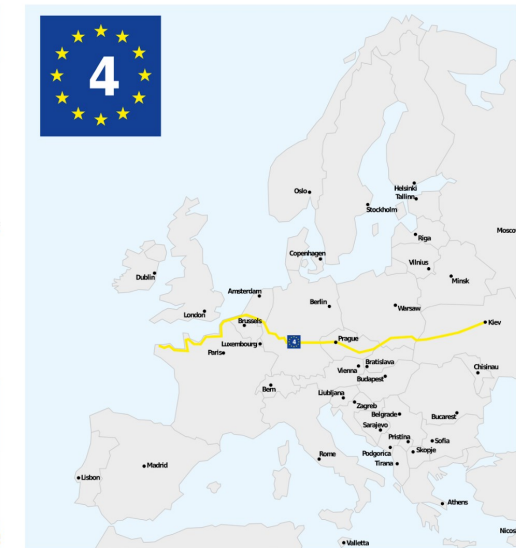 4
Oslo
Helsinki
Tallinn
Stockholm
Riga
Moscow
Copenhagen
Vilnius
Minsk
Dublin
Amsterdam
Berlin
Warsaw
London
Brussels
Kiev
Luxembourg
4
Prague
Paris
Bratislava
Vienna
Chisinau
Budapest
Bern
Ljubljana
Zagreb
Belgrade
Bucarest
Sarajevo
Pristina
Sofia
Podgorica
Skopje
Rome
Tirana
Madrid
Lisbon
Athens
Nicos
Valletta